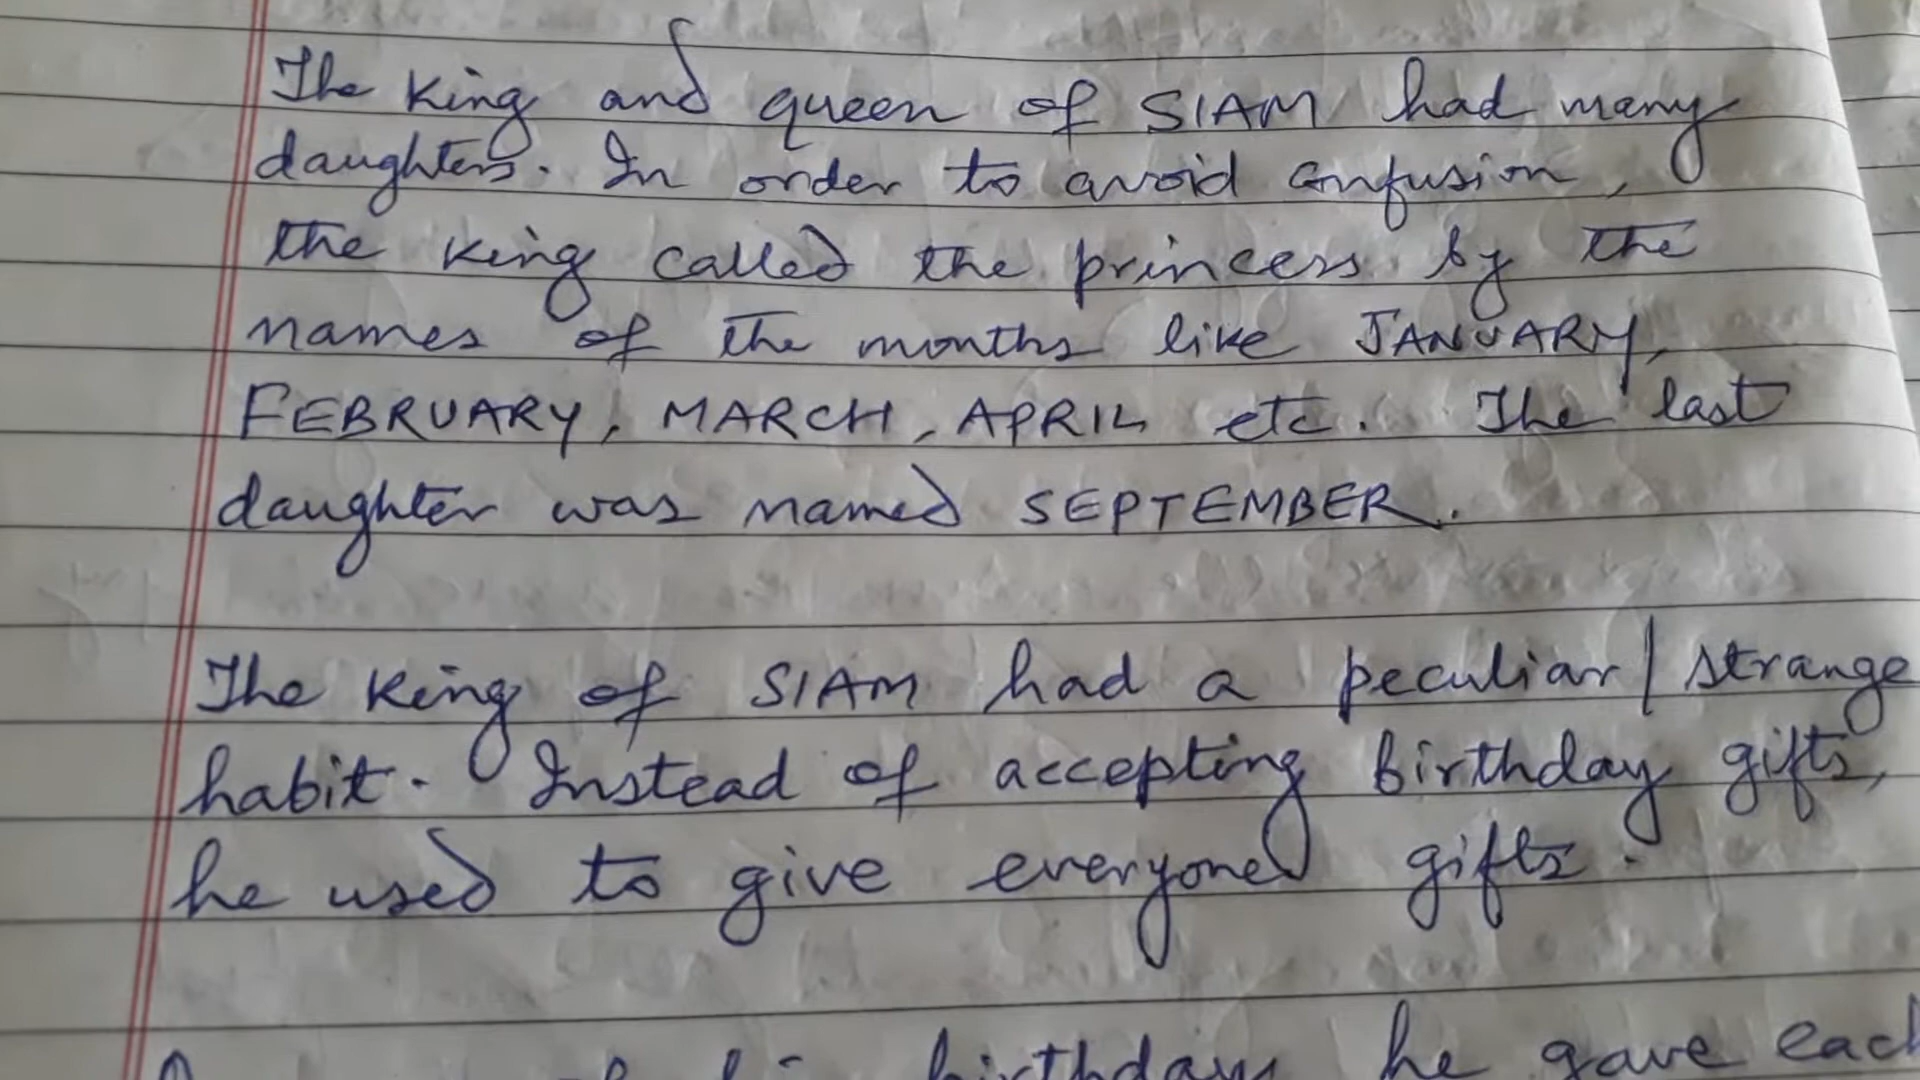 The King and queen of SIAM had many
daughters. In order to avoid confusion,
the king called the princess by the
names of the months like JANUARY,
FEBRUARY, MARCH, APRIL etc. The last
daughter was named SEPTEMBER.
The king of SIAM had a peculiar / strange
habit. Instead of accepting birthday gifts,
he used to give everyone gifts.
birthday he gave each